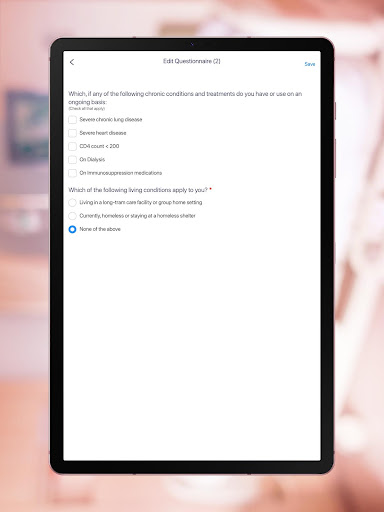 Edit Questionnaire (2)
Save
Which, if any of the following chronic conditions and treatments do you have or use on an
ongoing basis:
(Check all that apply)
Severe chronic lung disease
Severe heart disease
CD4 count < 200
On Dialysis
On Immunosuppression medications
Which of the following living conditions apply to you? *
Living in a long-tram care facility or group home setting
Currently, homeless or staying at a homeless shelter
None of the above